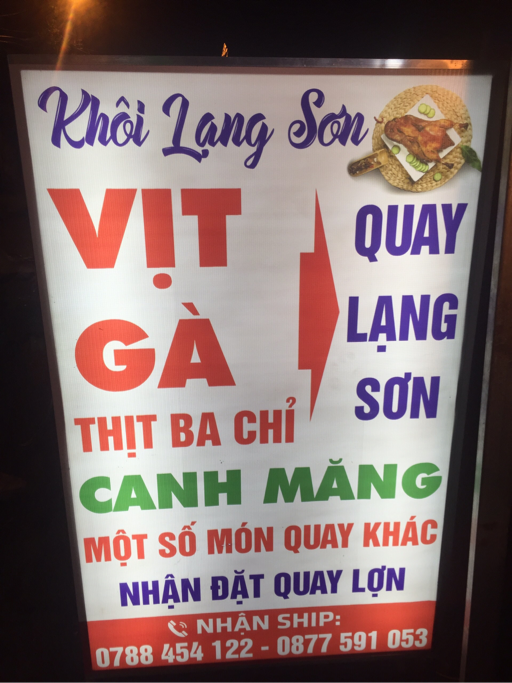 Khôi Lạng Sơn
VỊT
GÀ
THỊT BA CHỈ
QUAY
LẠNG
SƠN
CANH MĂNG
MỘT SỐ MÓN QUAY KHÁC
NHẬN ĐẶT QUAY LỢN
NHẬN SHIP:
0788 454 122 - 0877 591 053